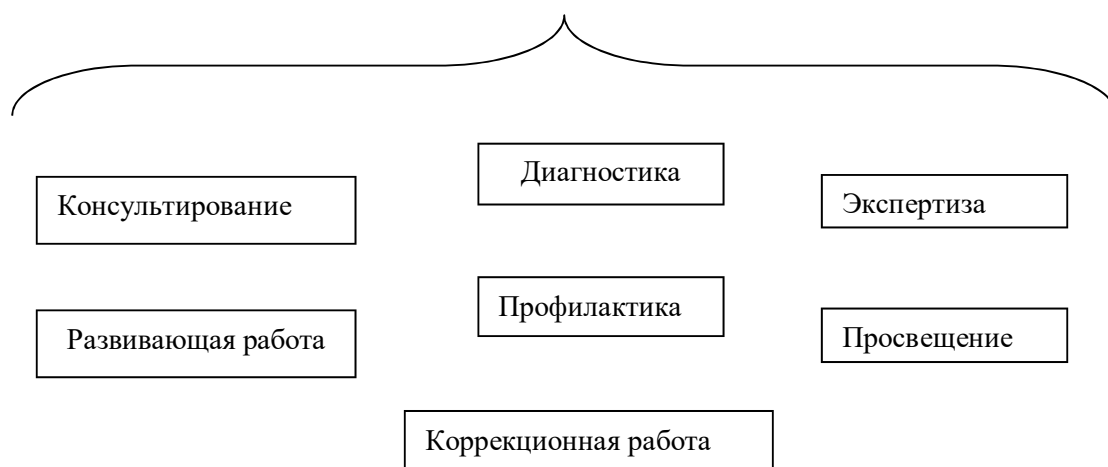 Диагностика
Консультирование
Экспертиза
Профилактика
Развивающая работа
Просвещение
Коррекционная работа